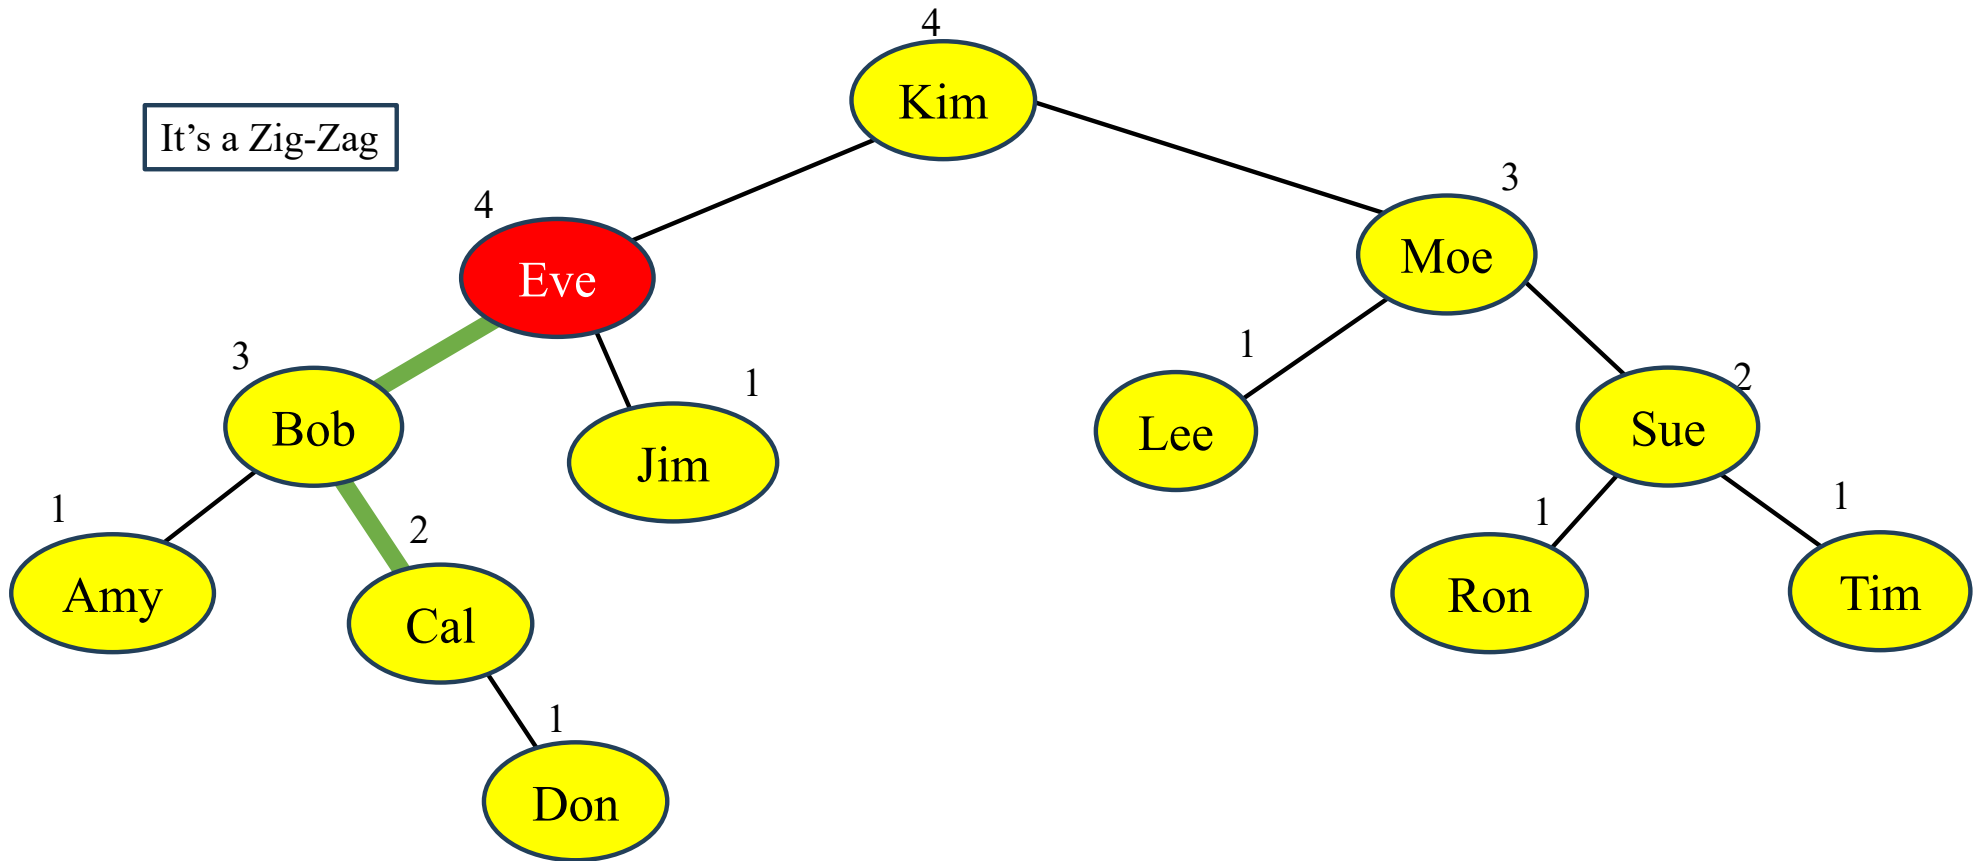 4
Kim
It’s a Zig-Zag
3
4
Moe
Eve
1
3
1
2
Bob
Jim
Lee
Sue
1
2
1
1
Amy
Cal
Ron
Tim
1
Don